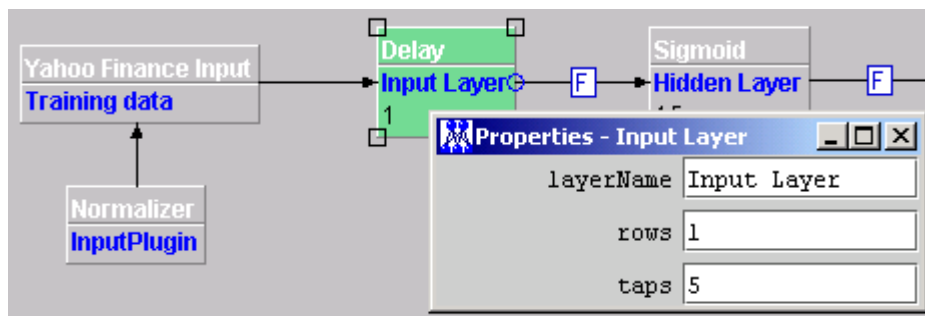 Delay
Sigmoid
Yahoo Finance Input
Input Layer
F
Hidden Layer
F
Training data
1
15
Properties - Input Layer
layerName Input Layer
Normalizer
InputPlugin
rows 1
taps 5